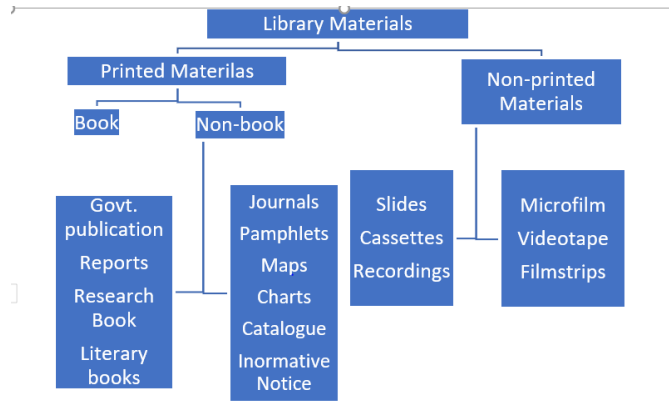 Library Materials
Printed Materilas
Non-printed
Materials
Book
Non-book
Govt.
publication
Reports
Research
Book
Literary
books
Journals
Pamphlets
Maps
Charts
Catalogue
Inormative
Notice
Slides
Cassettes
Recordings
Microfilm
Videotape
Filmstrips